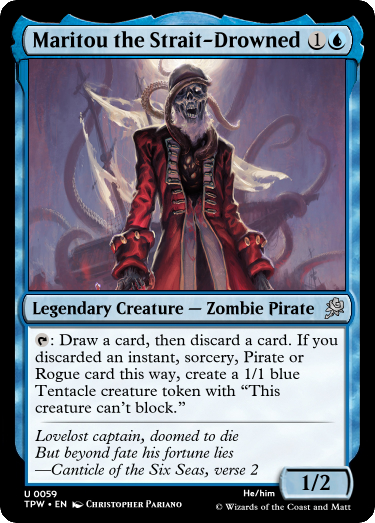 Maritou the Strait-Drowned 1
Legendary Creature — Zombie Pirate
: Draw a card, then discard a card. If you
discarded an instant, sorcery, Pirate or
Rogue card this way, create a 1/1 blue
Tentacle creature token with “This
creature can't block.”
Lovelost captain, doomed to die
But beyond fate his fortune lies
—Canticle of the Six Seas, verse 2
1/2
U 0059 He/him
TPW • EN Christopher Pariano © Wizards of the Coast and Matt